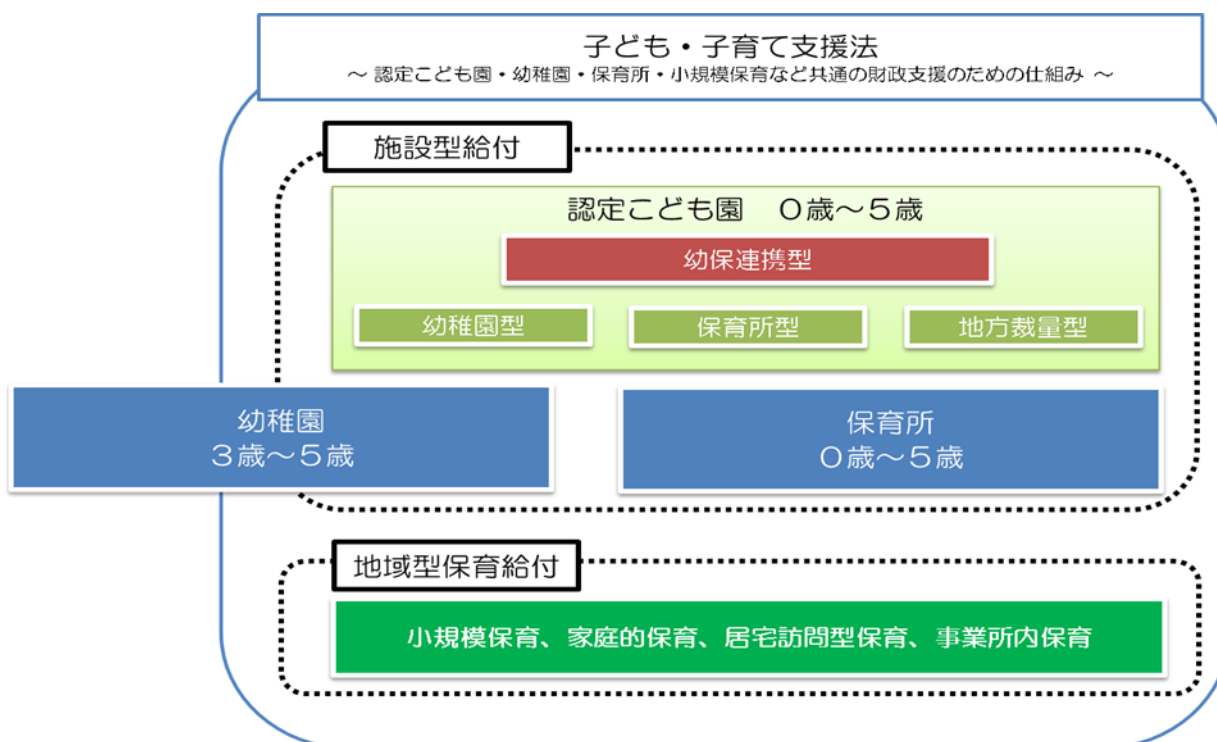 子ども・子育て支援法
～ 認定こども園・幼稚園・保育所・小規模保育など共通の財政支援のための仕組み ～
施設型給付
認定こども園　０歳～５歳
幼保連携型
幼稚園型
保育所型
地方裁量型
幼稚園
３歳～５歳
保育所
０歳～５歳
地域型保育給付
小規模保育、家庭的保育、居宅訪問型保育、事業所内保育